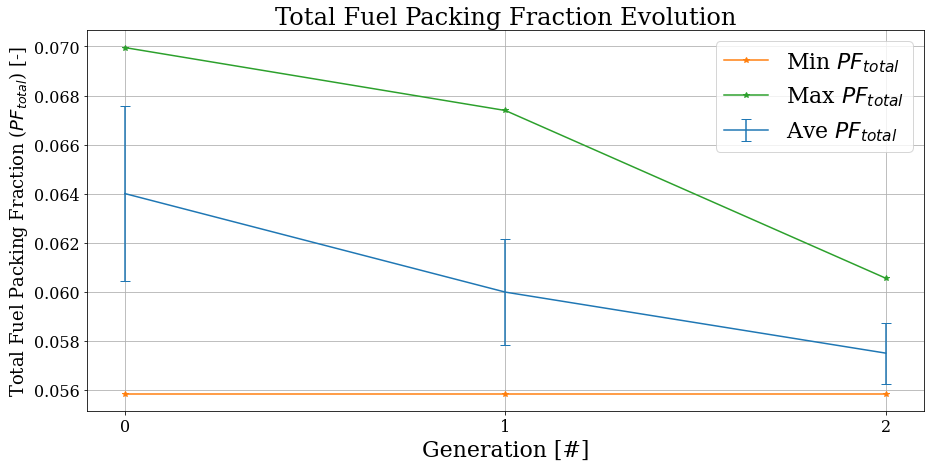 Total Fuel Packing Fraction Evolution
Total Fuel Packing Fraction (PF_total) [-]
0.070
0.068
0.066
0.064
0.062
0.060
0.058
0.056
Min PF_total
Max PF_total
Ave PF_total
0 1 2
Generation [#]